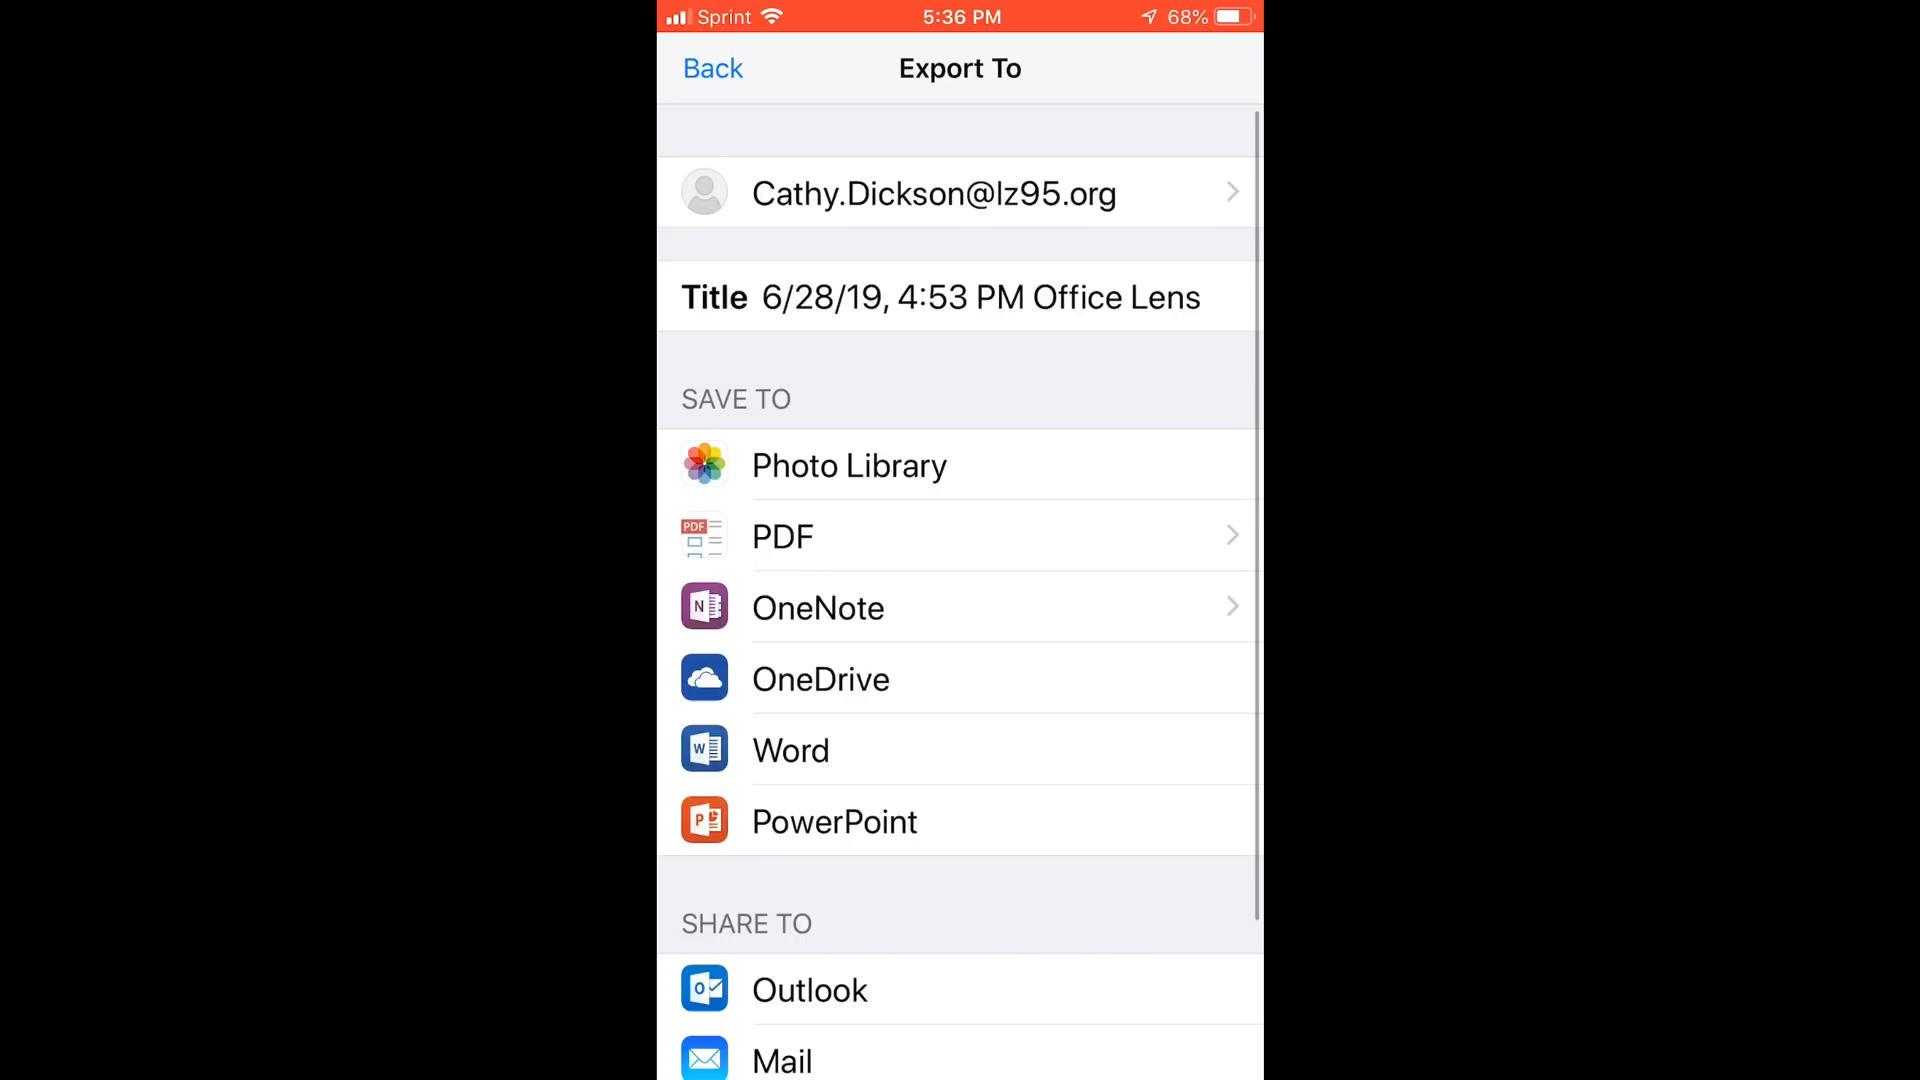 Sprint 5:36 PM 68%
Back Export To
Cathy.Dickson@lz95.org
Title 6/28/19, 4:53 PM Office Lens
SAVE TO
Photo Library
PDF PDF
N OneNote
OneDrive
W Word
P PowerPoint
SHARE TO
O Outlook
Mail